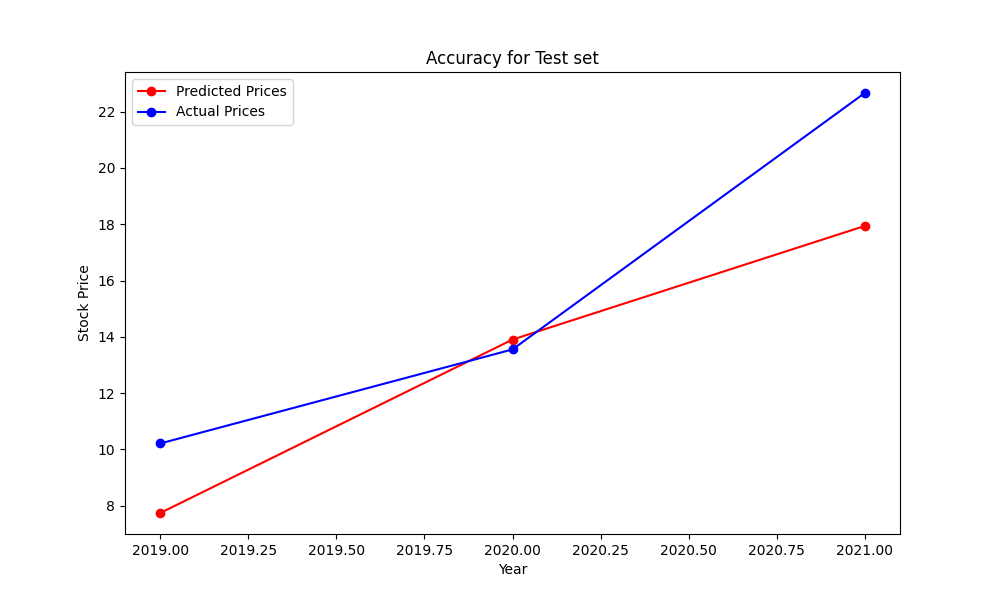 Accuracy for Test set
Predicted Prices
Actual Prices
Stock Price
22
20
18
16
14
12
10
8
2019.00 2019.25 2019.50 2019.75 2020.00 2020.25 2020.50 2020.75 2021.00
Year